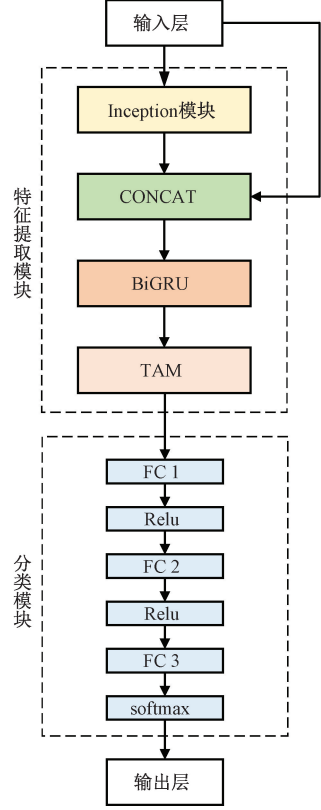 输入层
特征提取模块
Inception模块
CONCAT
BiGRU
TAM
分类模块
FC 1
Relu
FC 2
Relu
FC 3
softmax
输出层